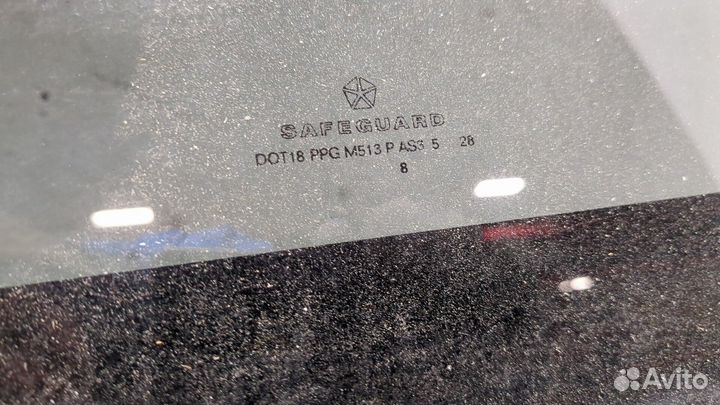 SAFEGUARD
DOT18 PPG M513 P AS3 5 28
8
Avito